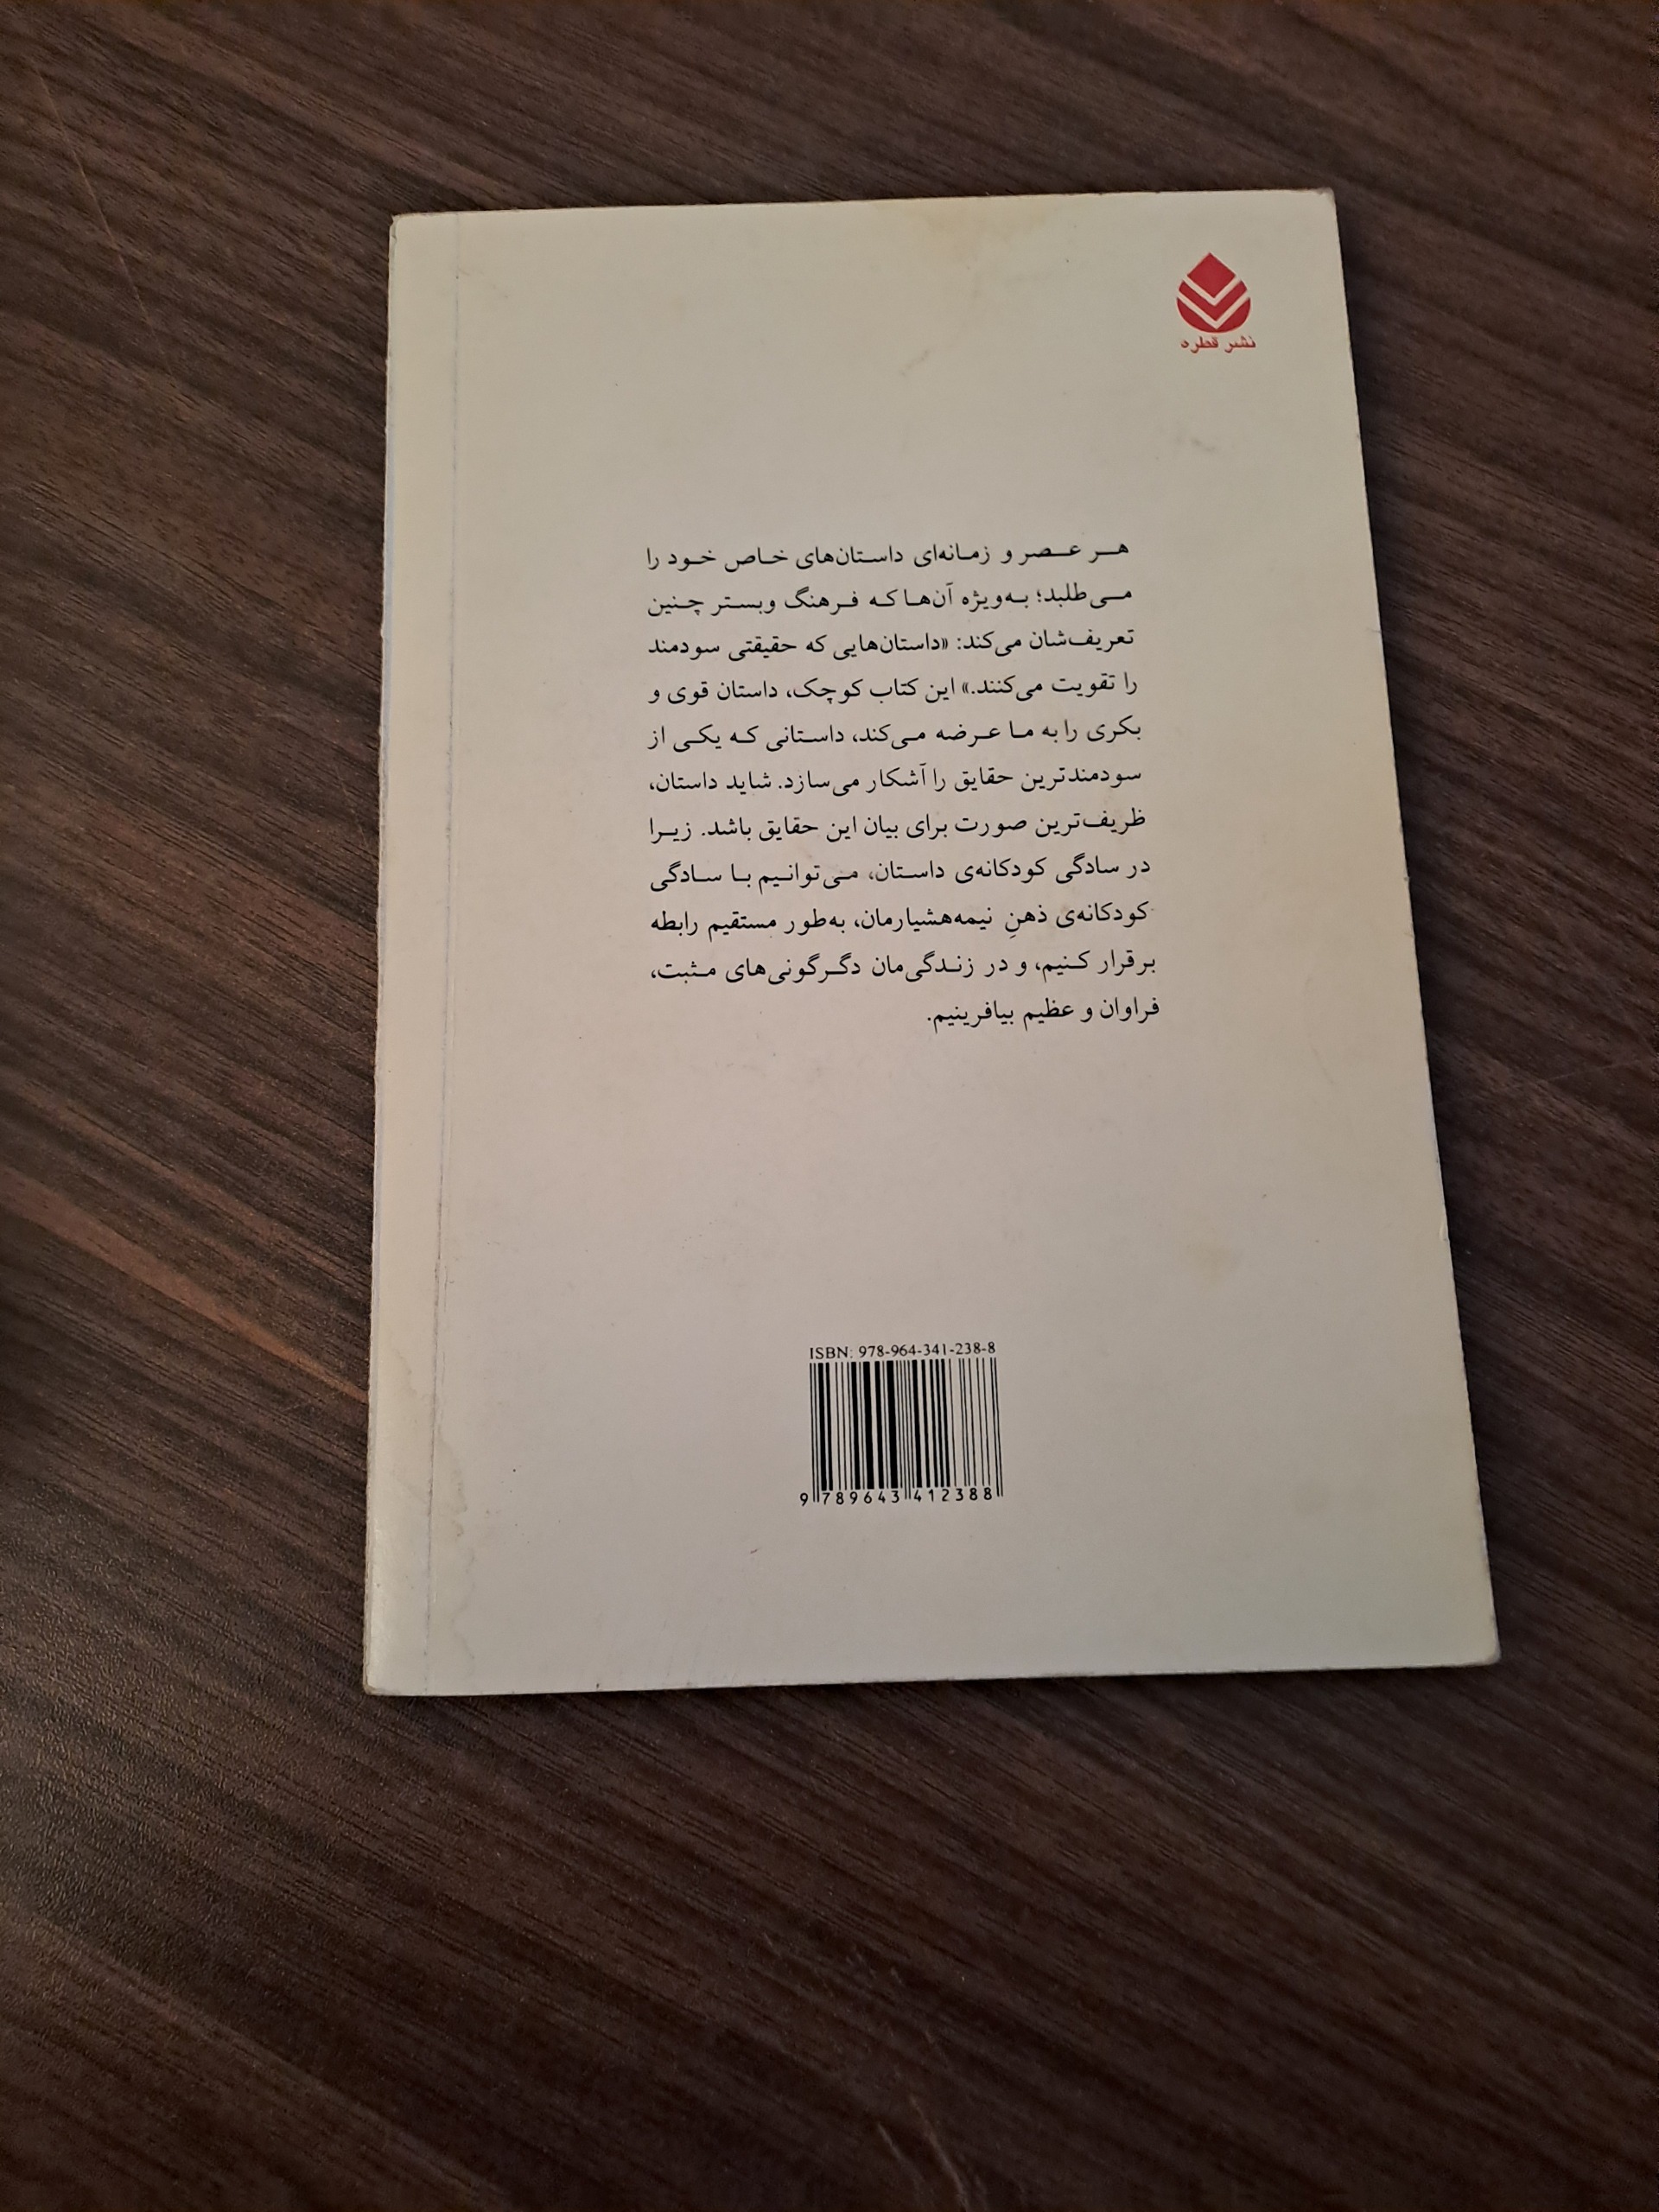 نشر قطره
هر عصر و زمانه‌ای داستان‌های خاص خود را
می‌طلبد؛ به‌ویژه آن‌ها که فرهنگ وبستر چنین
تعریف‌شان می‌کند: «داستان‌هایی که حقیقتی سودمند
را تقویت می‌کنند.» این کتاب کوچک، داستان قوی و
بکری را به ما عرضه می‌کند، داستانی که یکی از
سودمندترین حقایق را آشکار می‌سازد. شاید داستان،
ظریف‌ترین صورت برای بیان این حقایق باشد. زیرا
در سادگی کودکانه‌ی داستان، می‌توانیم با سادگی
کودکانه‌ی ذهنِ نیمه‌هشیارمان، به‌طور مستقیم رابطه
برقرار کنیم، و در زندگی‌مان دگرگونی‌های مثبت،
فراوان و عظیم بیافرینیم.
ISBN: 978-964-341-238-8
9 789643 412388